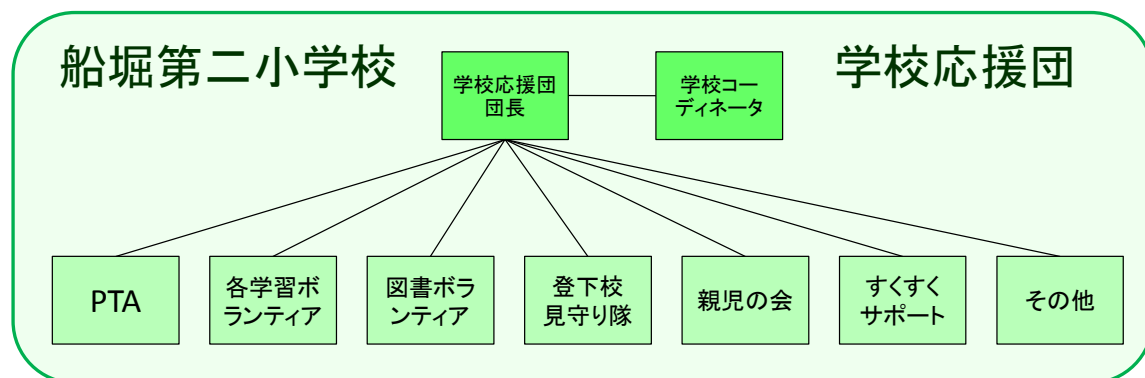 船堀第二小学校
学校応援団
学校応援団
団長
学校コー
ディネータ
PTA
各学習ボ
ランティア
図書ボラ
ンティア
登下校
見守り隊
親児の会
すくすく
サポート
その他